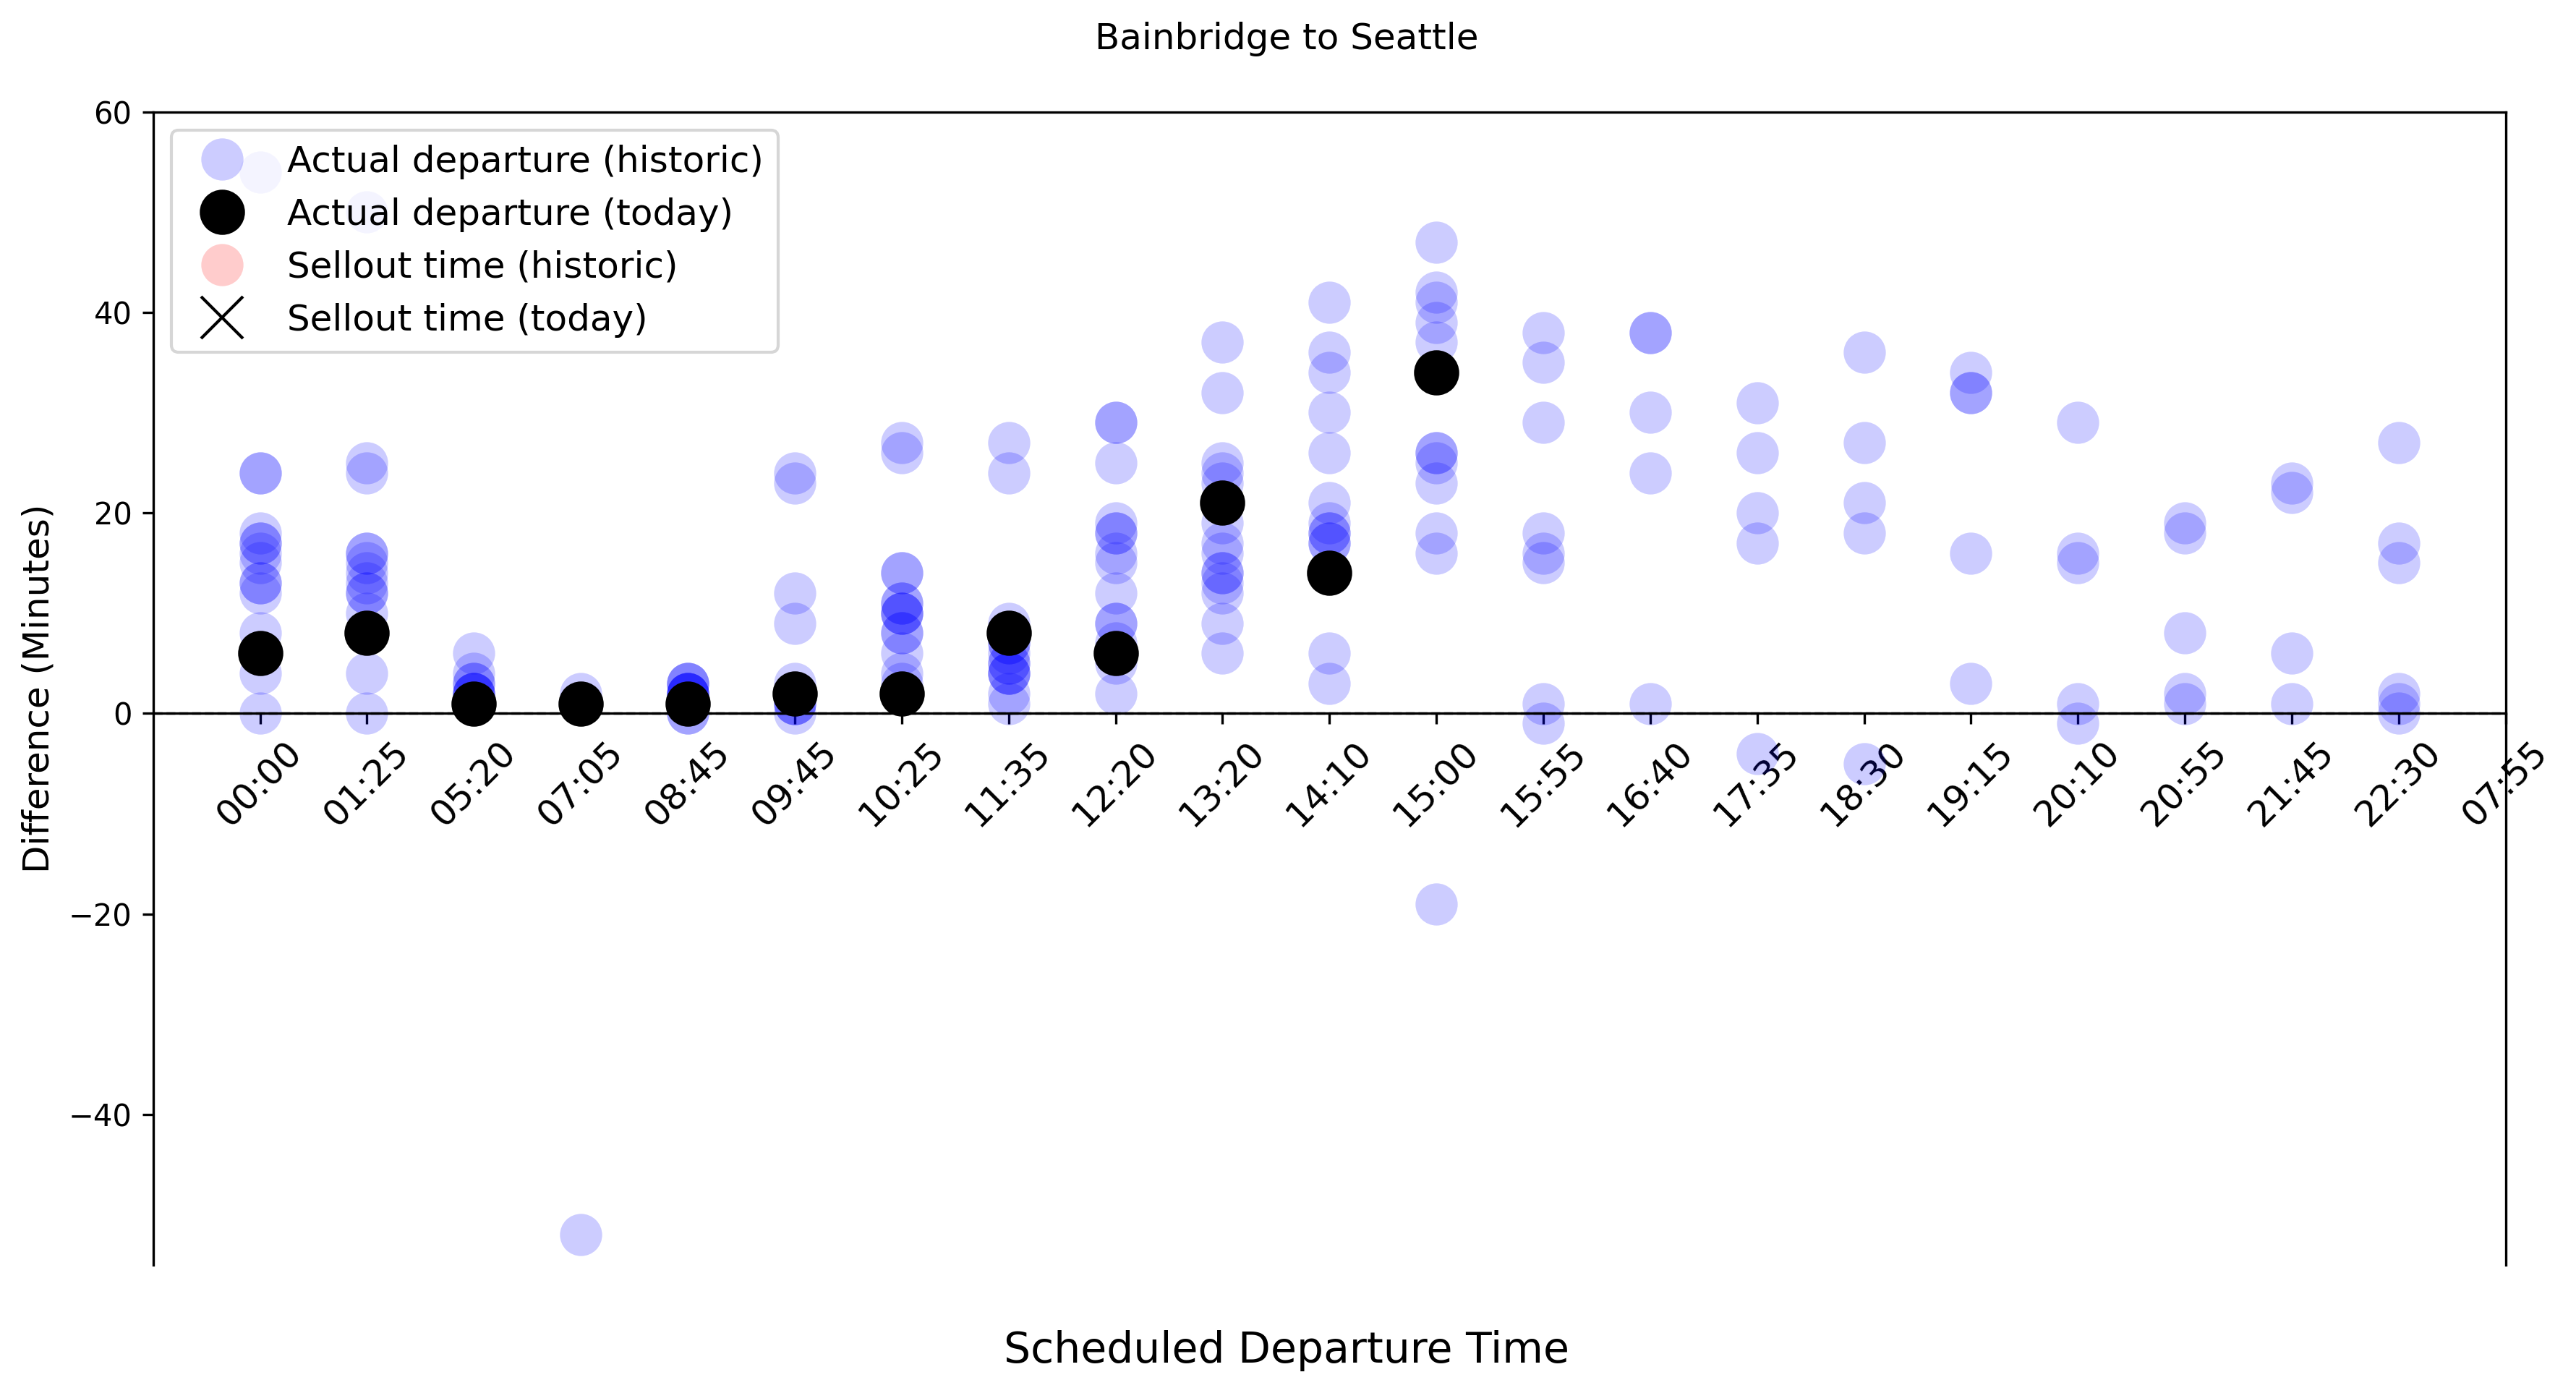 Bainbridge to Seattle
60
Actual departure (historic)
Actual departure (today)
Sellout time (historic)
Sellout time (today)
40
20
0
−20
−40
Difference (Minutes)
00:00 01:25 05:20 07:05 08:45 09:45 10:25 11:35 12:20 13:20 14:10 15:00 15:55 16:40 17:35 18:30 19:15 20:10 20:55 21:45 22:30 07:55
Scheduled Departure Time